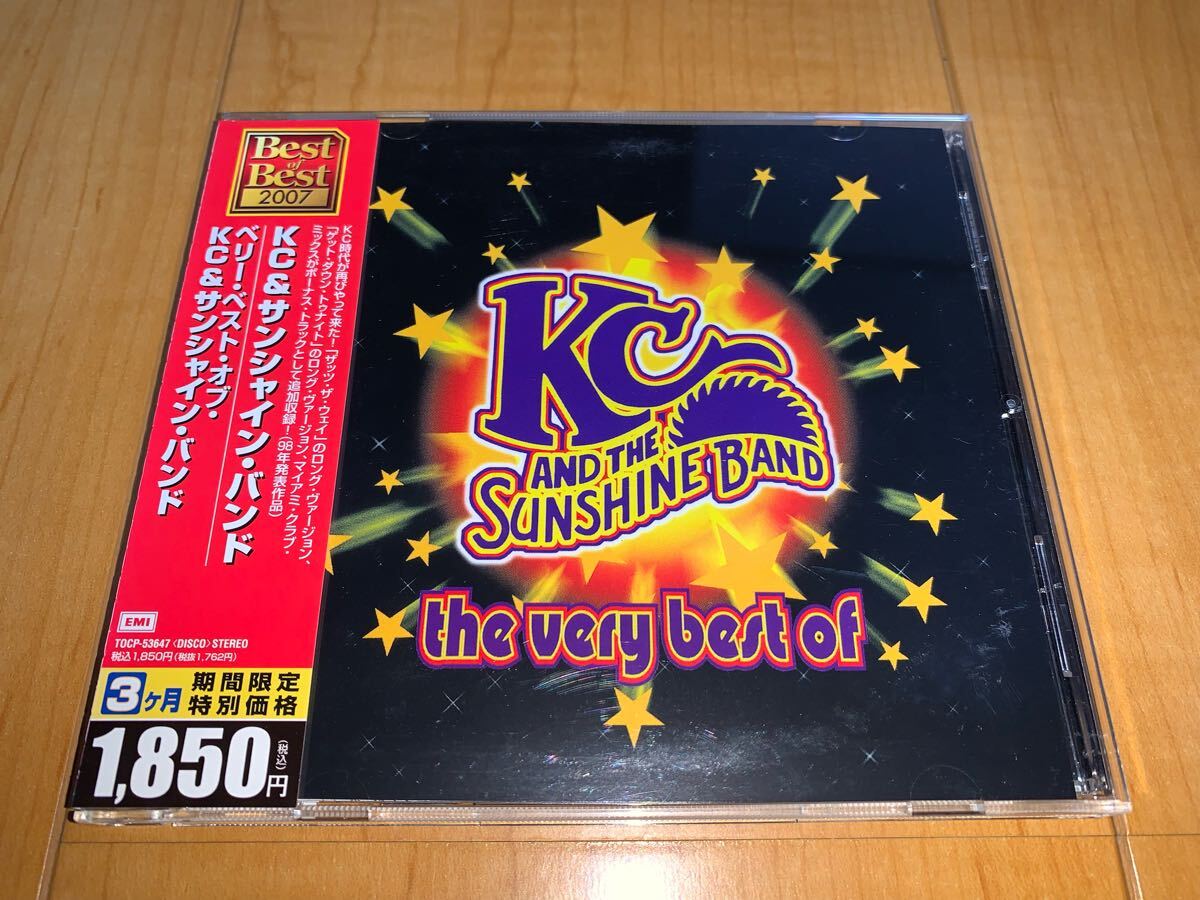 Best
of
Best
2007
KC時代が再びやって来た!「ザッツ・ザ・ウェイ」のロング・ヴァージョン、
「ゲット・ダウン・トゥナイト」のロング・ヴァージョン、マイアミ・クラブ・
ミックスがボーナス・トラックとして追加収録!(98年発表作品)
KC&サンシャイン・バンド
ベリー・ベスト・オブ・
KC&サンシャイン・バンド
EMI
TOCP-53647〈DISCO〉STEREO
税込1,850円(税抜1,762円)
3ヶ月
期間限定
特別価格
1,850円(税込)
KC
AND THE
SUNSHINE BAND
the very best of